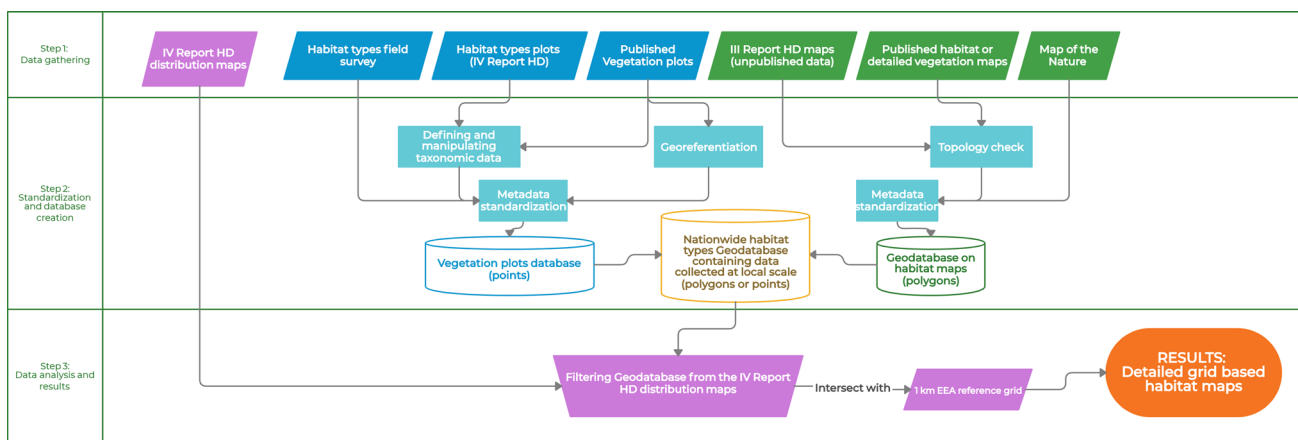 Step 1:
Data gathering
IV Report HD
distribution maps
Habitat types field
survey
Habitat types plots
(IV Report HD)
Published
Vegetation plots
III Report HD maps
(unpublished data)
Published habitat or
detailed vegetation maps
Map of the
Nature
Step 2:
Standardization
and database
creation
Defining and
manipulating
taxonomic data
Georeferentiation
Topology check
Metadata
standardization
Metadata
standardization
Vegetation plots database
(points)
Nationwide habitat
types Geodatabase
containing data
collected at local scale
(polygons or points)
Geodatabase on
habitat maps
(polygons)
Step 3:
Data analysis and
results
Filtering Geodatabase from the IV Report
HD distribution maps
Intersect with
1 km EEA reference grid
RESULTS:
Detailed grid based
habitat maps